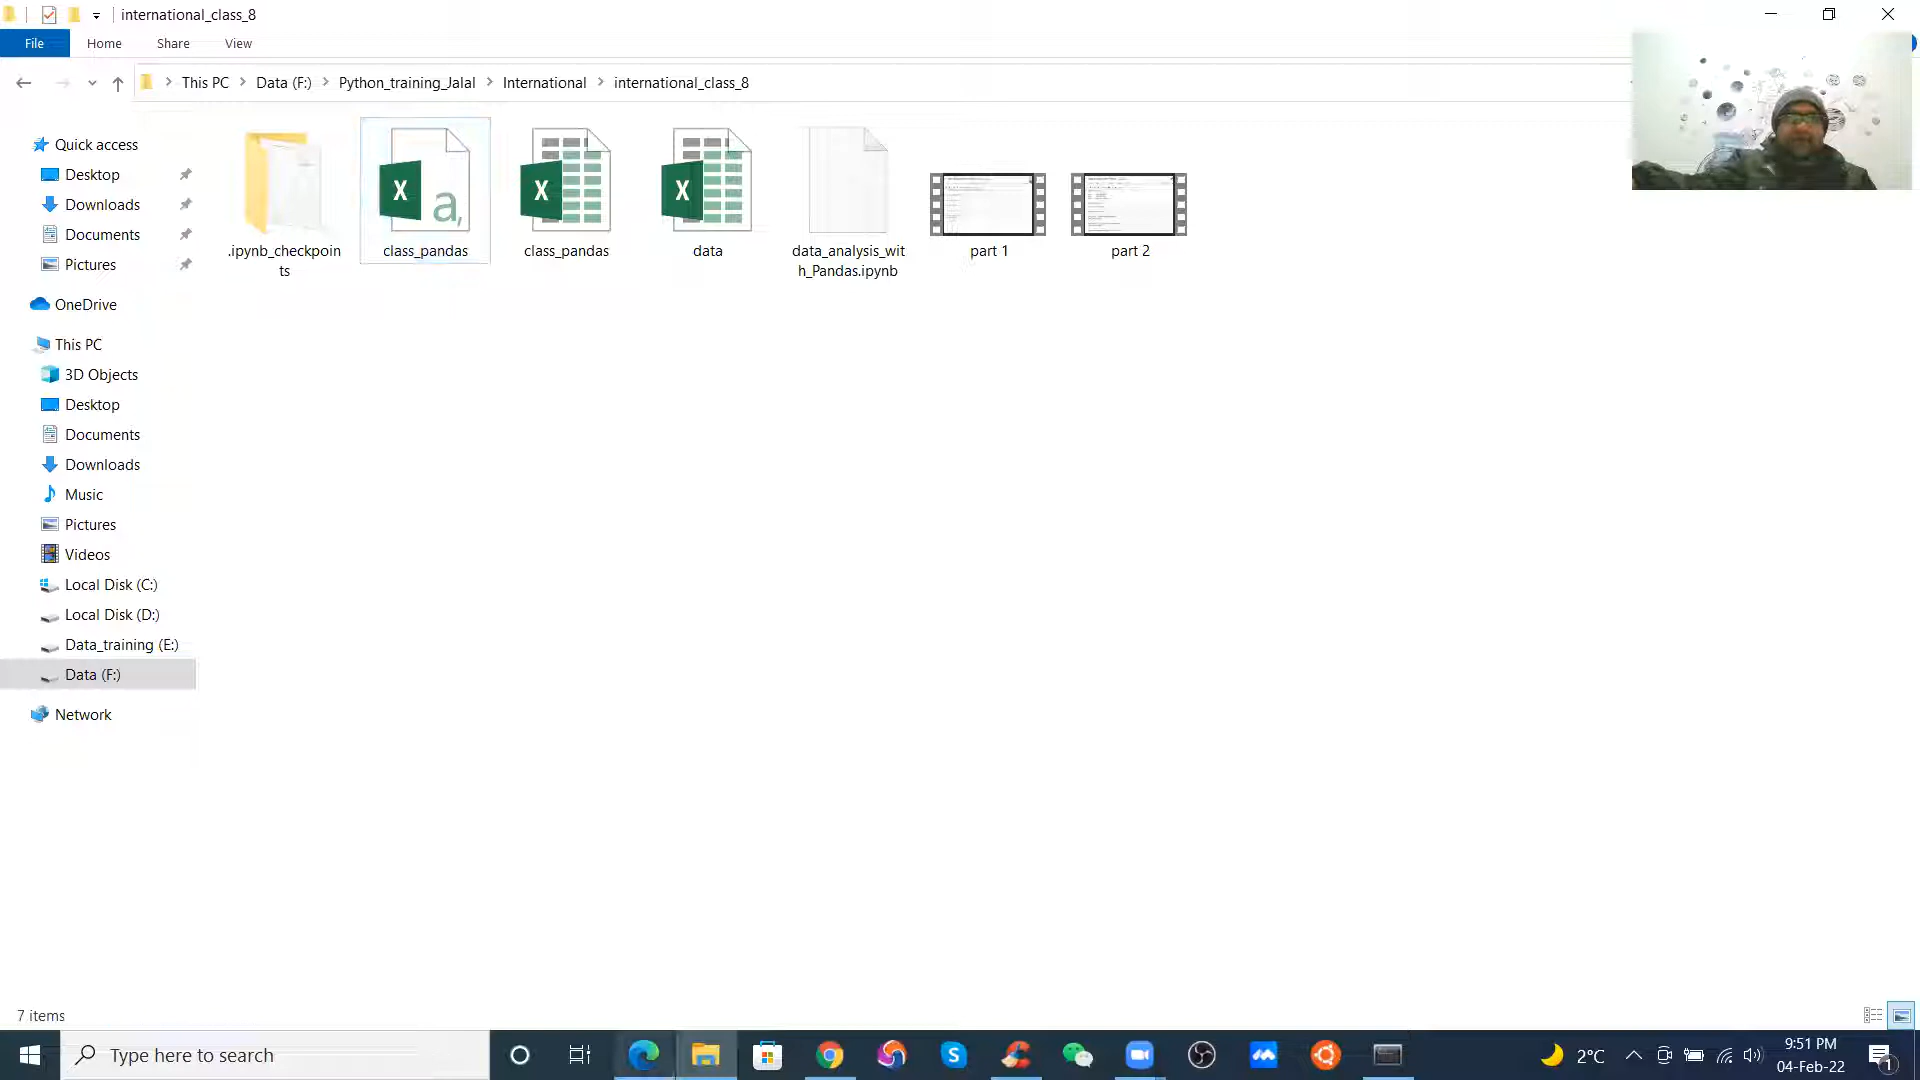 international_class_8
File
Home
Share
View
This PC
Data (F:)
Python_training_Jalal
International
international_class_8
Quick access
Desktop
Downloads
Documents
Pictures
OneDrive
This PC
3D Objects
Desktop
Documents
Downloads
Music
Pictures
Videos
Local Disk (C:)
Local Disk (D:)
Data_training (E:)
Data (F:)
Network
.ipynb_checkpoin
ts
class_pandas
class_pandas
data
data_analysis_wit
h_Pandas.ipynb
part 1
part 2
7 items
Type here to search
2°C
9:51 PM
04-Feb-22
1